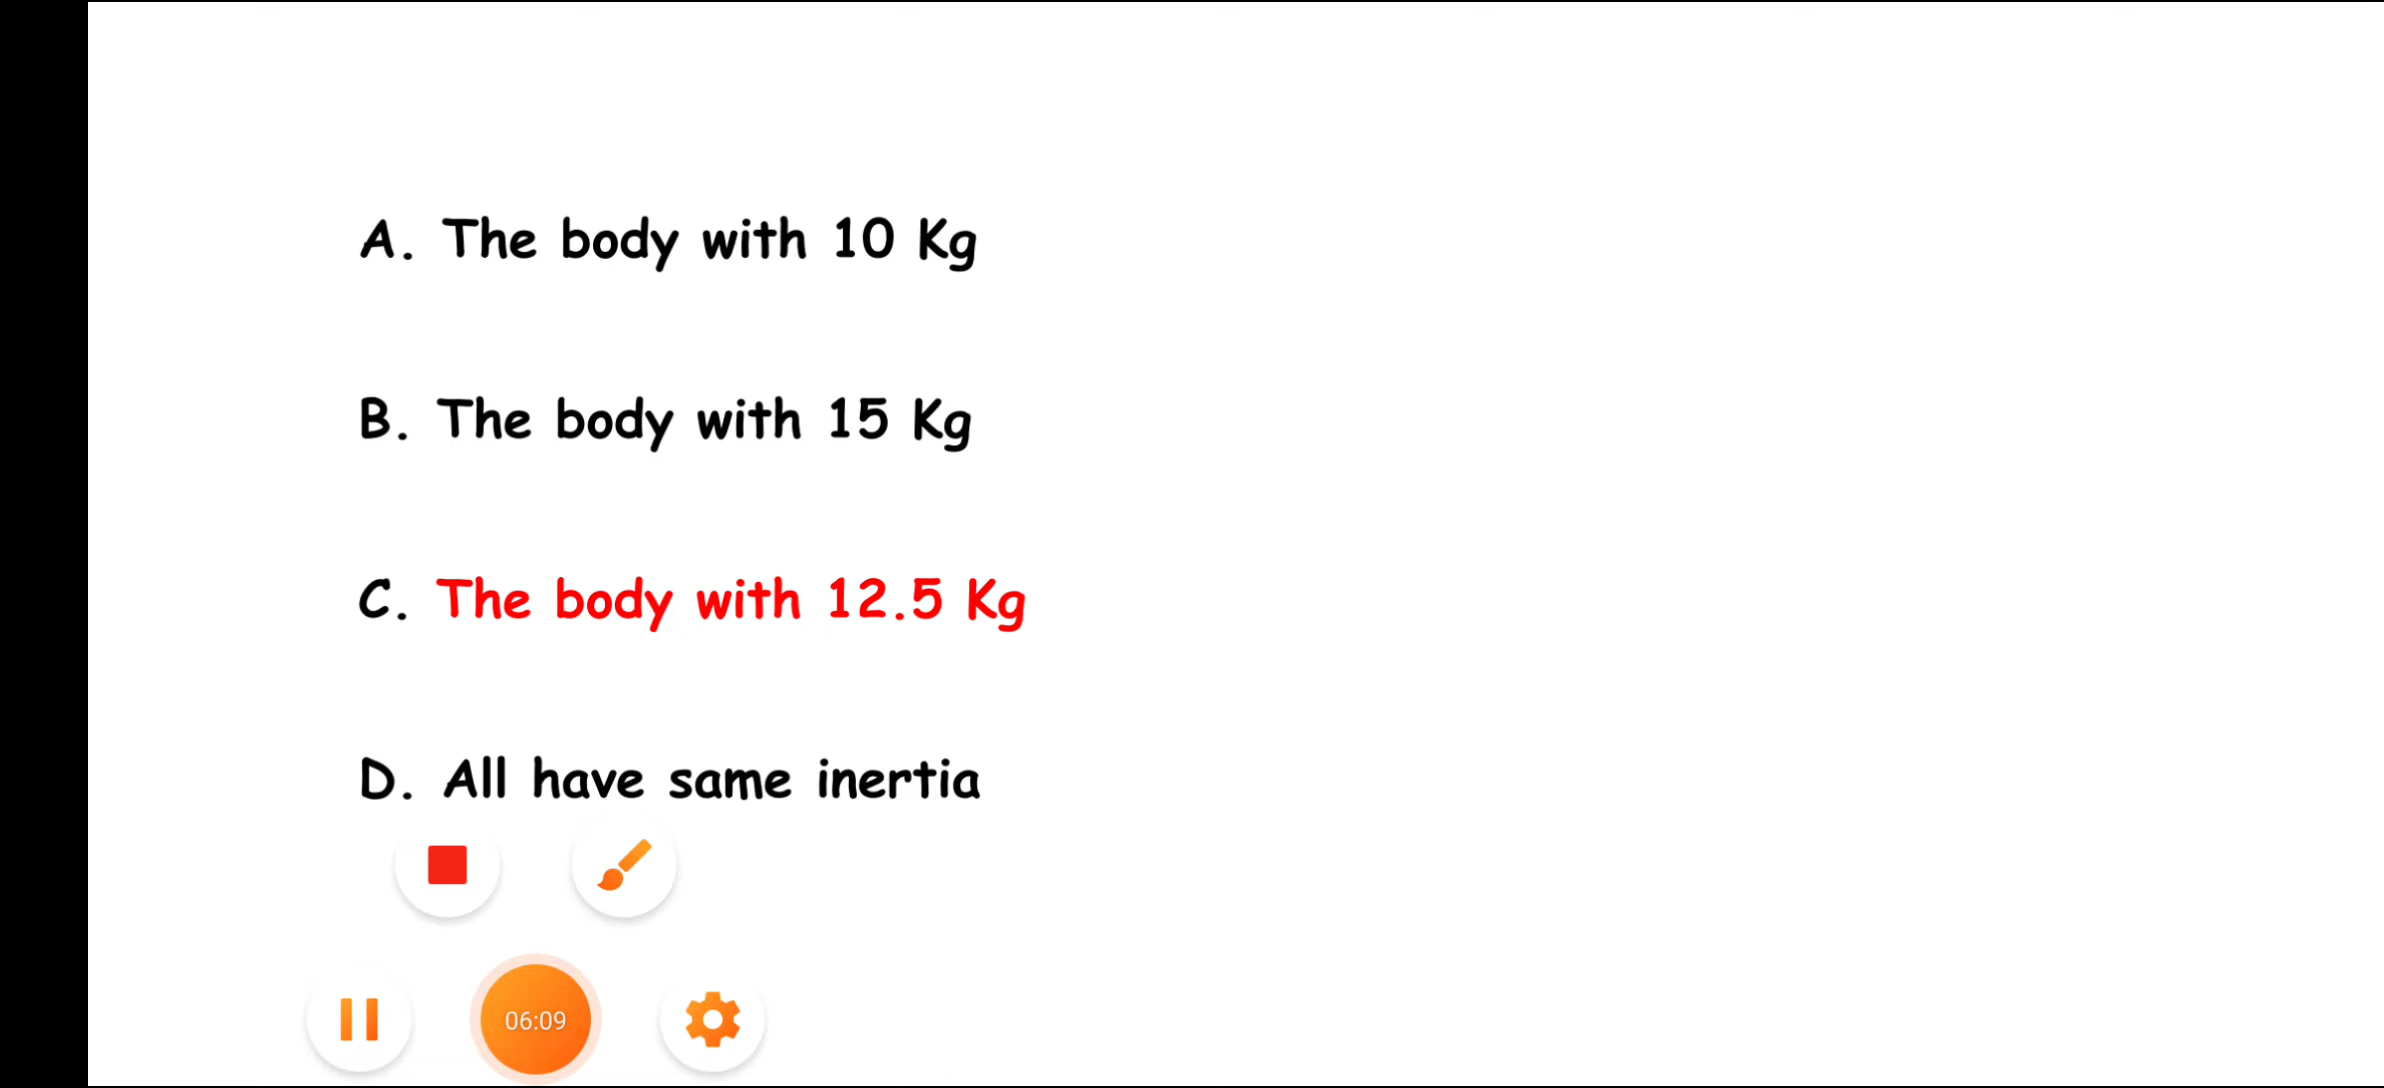 A. The body with 10 Kg
B. The body with 15 Kg
C. The body with 12.5 Kg
D. All have same inertia
06:09